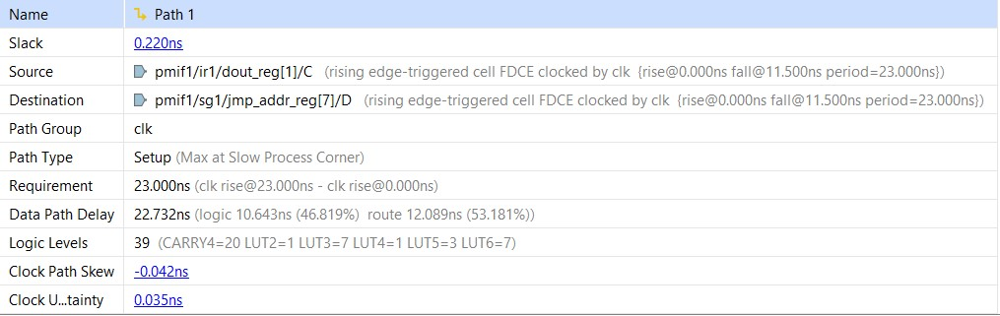 Name Path 1
Slack 0.220ns
Source pmif1/ir1/dout_reg[1]/C (rising edge-triggered cell FDCE clocked by clk {rise@0.000ns fall@11.500ns period=23.000ns})
Destination pmif1/sg1/jmp_addr_reg[7]/D (rising edge-triggered cell FDCE clocked by clk {rise@0.000ns fall@11.500ns period=23.000ns})
Path Group clk
Path Type Setup (Max at Slow Process Corner)
Requirement 23.000ns (clk rise@23.000ns - clk rise@0.000ns)
Data Path Delay 22.732ns (logic 10.643ns (46.819%) route 12.089ns (53.181%))
Logic Levels 39 (CARRY4=20 LUT2=1 LUT3=7 LUT4=1 LUT5=3 LUT6=7)
Clock Path Skew -0.042ns
Clock U...tainty 0.035ns